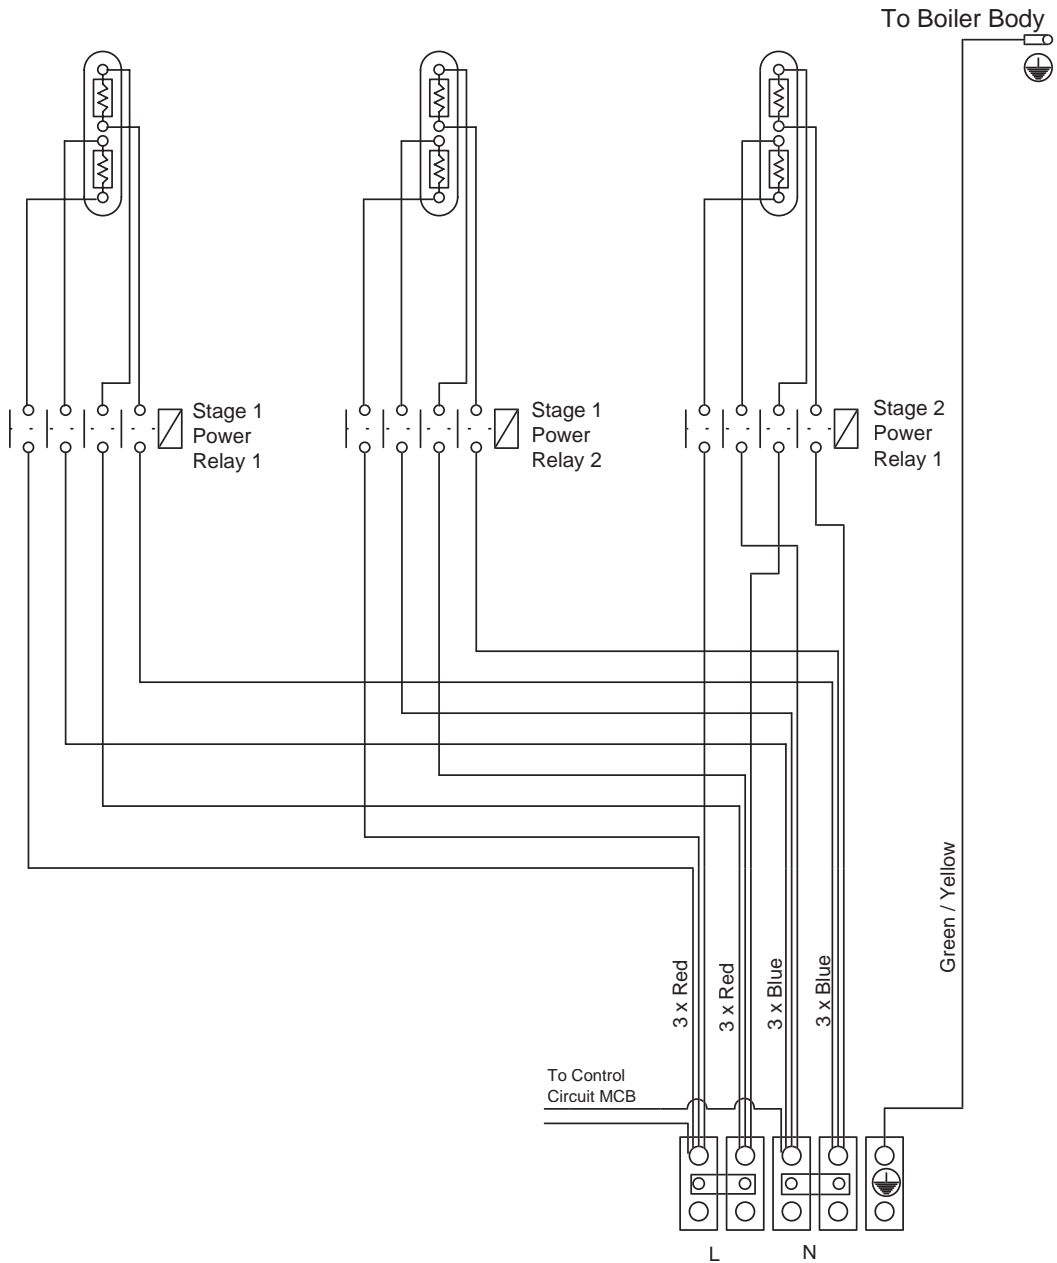 To Boiler Body
Stage 1
Power
Relay 1
Stage 1
Power
Relay 2
Stage 2
Power
Relay 1
Green / Yellow
3 x Red
3 x Red
3 x Blue
3 x Blue
To Control
Circuit MCB
L
N